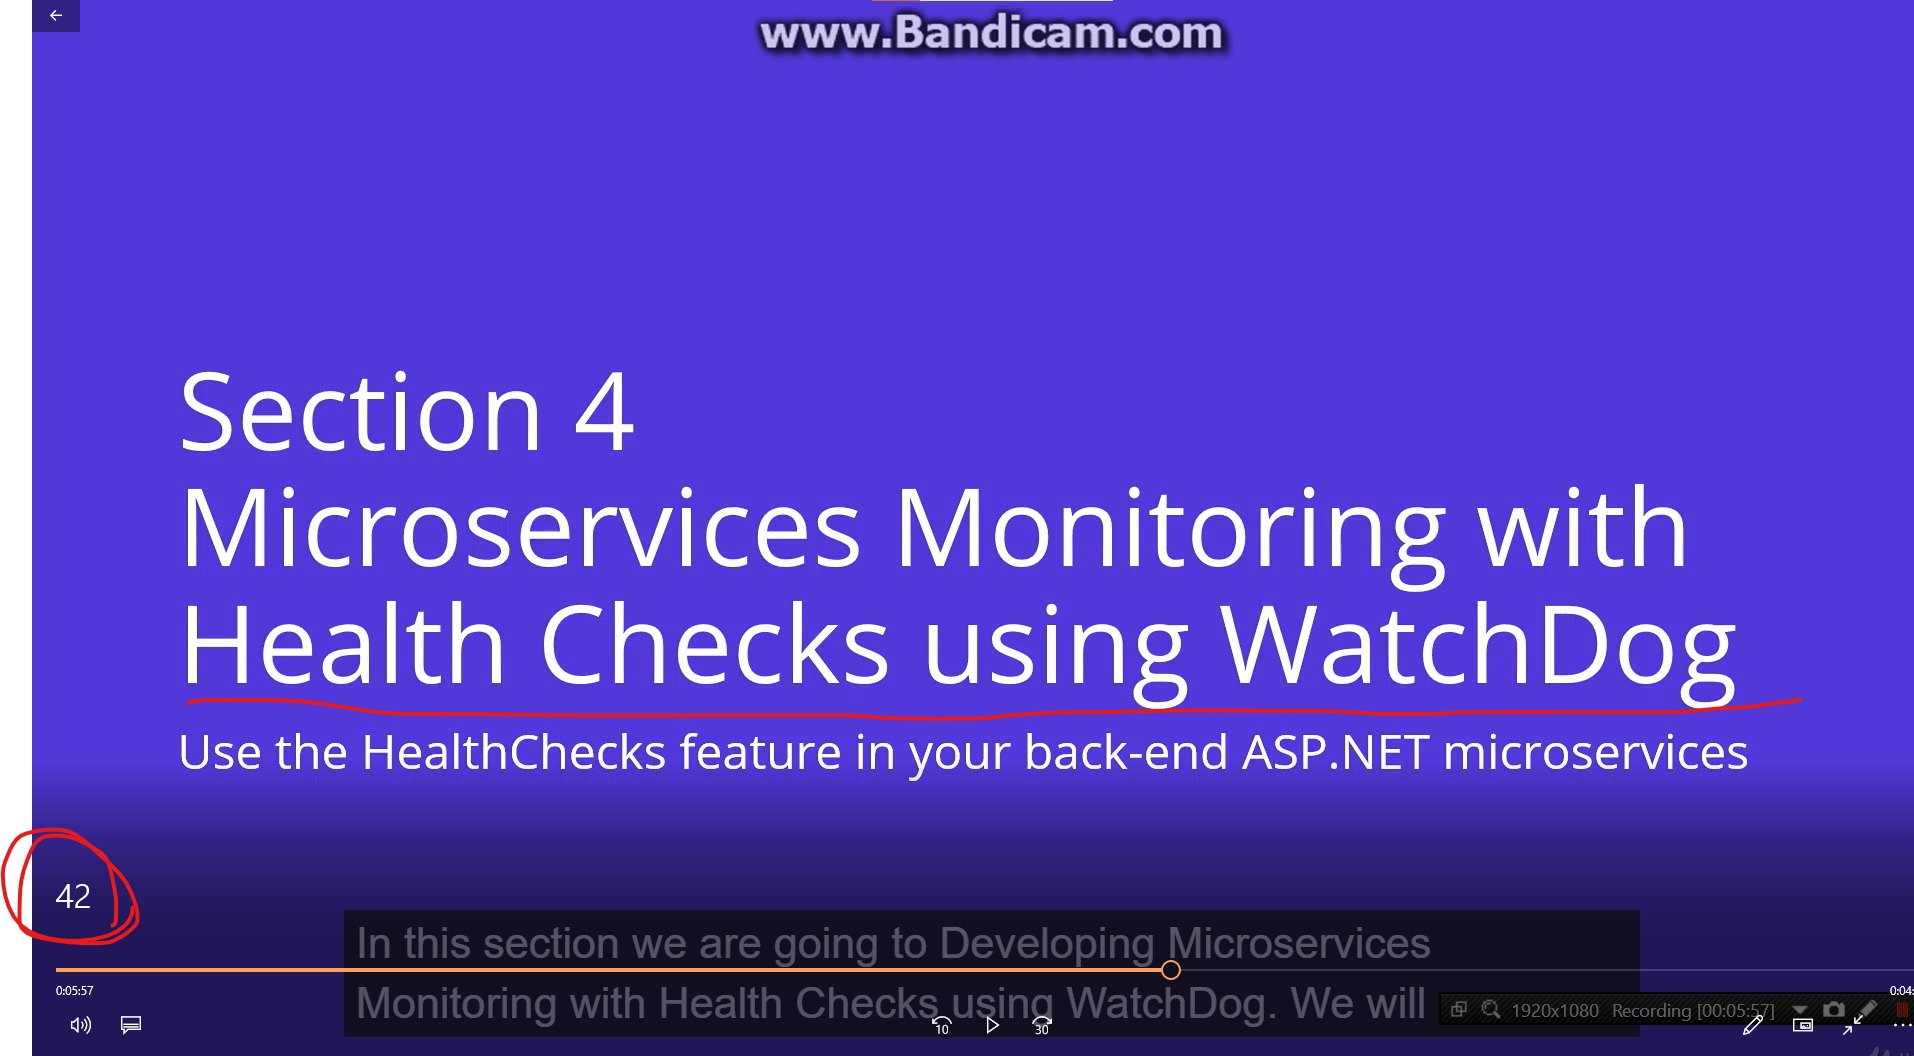 www.Bandicam.com
Section 4
Microservices Monitoring with
Health Checks using WatchDog
Use the HealthChecks feature in your back-end ASP.NET microservices
42
In this section we are going to Developing Microservices
Monitoring with Health Checks using WatchDog. We will
0:05:57
0:04:
10
30
1920x1080 Recording [00:05:57]